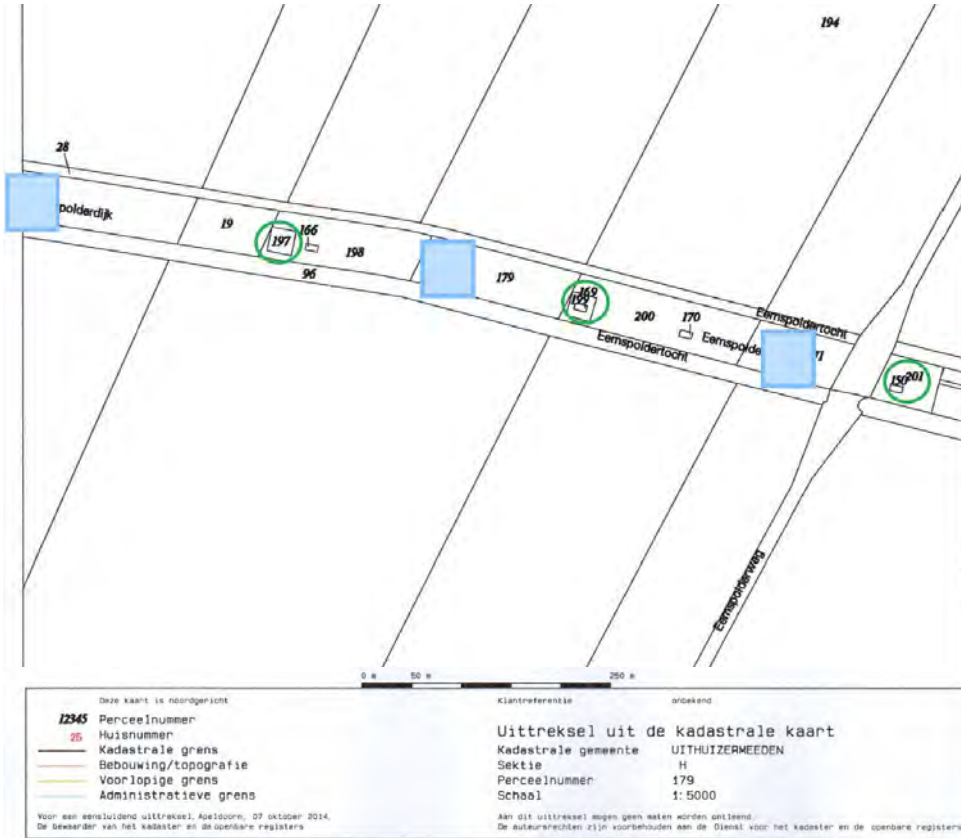 194
28
polderdijk
19
197
166
198
96
179
169
199
200
170
Eemspoldertocht
Eemspoldertocht
Eemspolde
150
201
Eemspolderweg
0 m 50 m 250 m
Deze kaart is noordgericht
12345 Perceelnummer
25 Huisnummer
Kadastrale grens
Bebouwing/topografie
Voorlopige grens
Administratieve grens
Voor een eensluidend uittreksel, Apeldoorn, 07 oktober 2014.
De bewaarder van het kadaster en de openbare registers
Klantreferentie onbekend
Uittreksel uit de kadastrale kaart
Kadastrale gemeente UITHUIZERMEEDEN
Sektie H
Perceelnummer 179
Schaal 1: 5000
Aan dit uittreksel mogen geen maten worden ontleend.
De auteursrechten zijn voorbehouden aan de Dienst voor het kadaster en de openbare registers